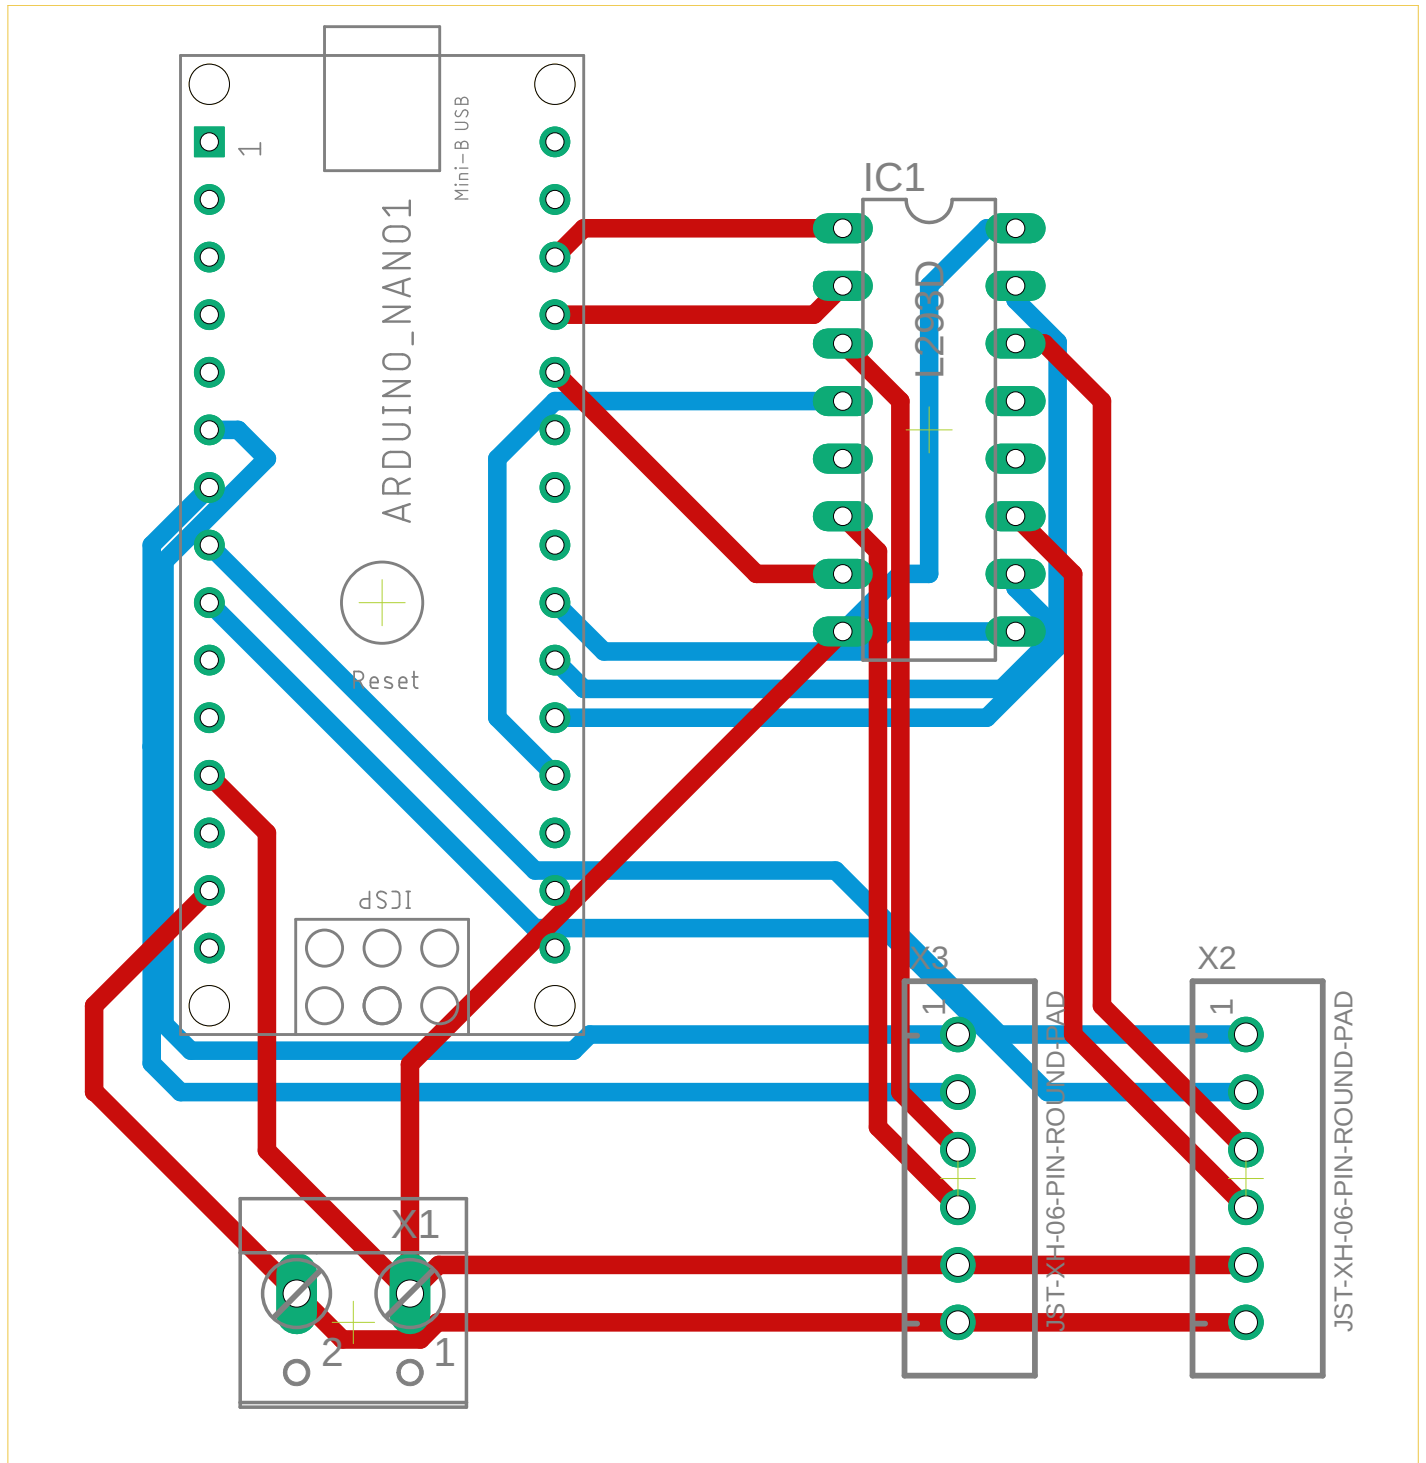 1
Mini-B USB
ARDUINO_NANO1
Reset
ICSP
IC1
L293D
X3
1
JST-XH-06-PIN-ROUND-PAD
X2
1
JST-XH-06-PIN-ROUND-PAD
X1
2
1